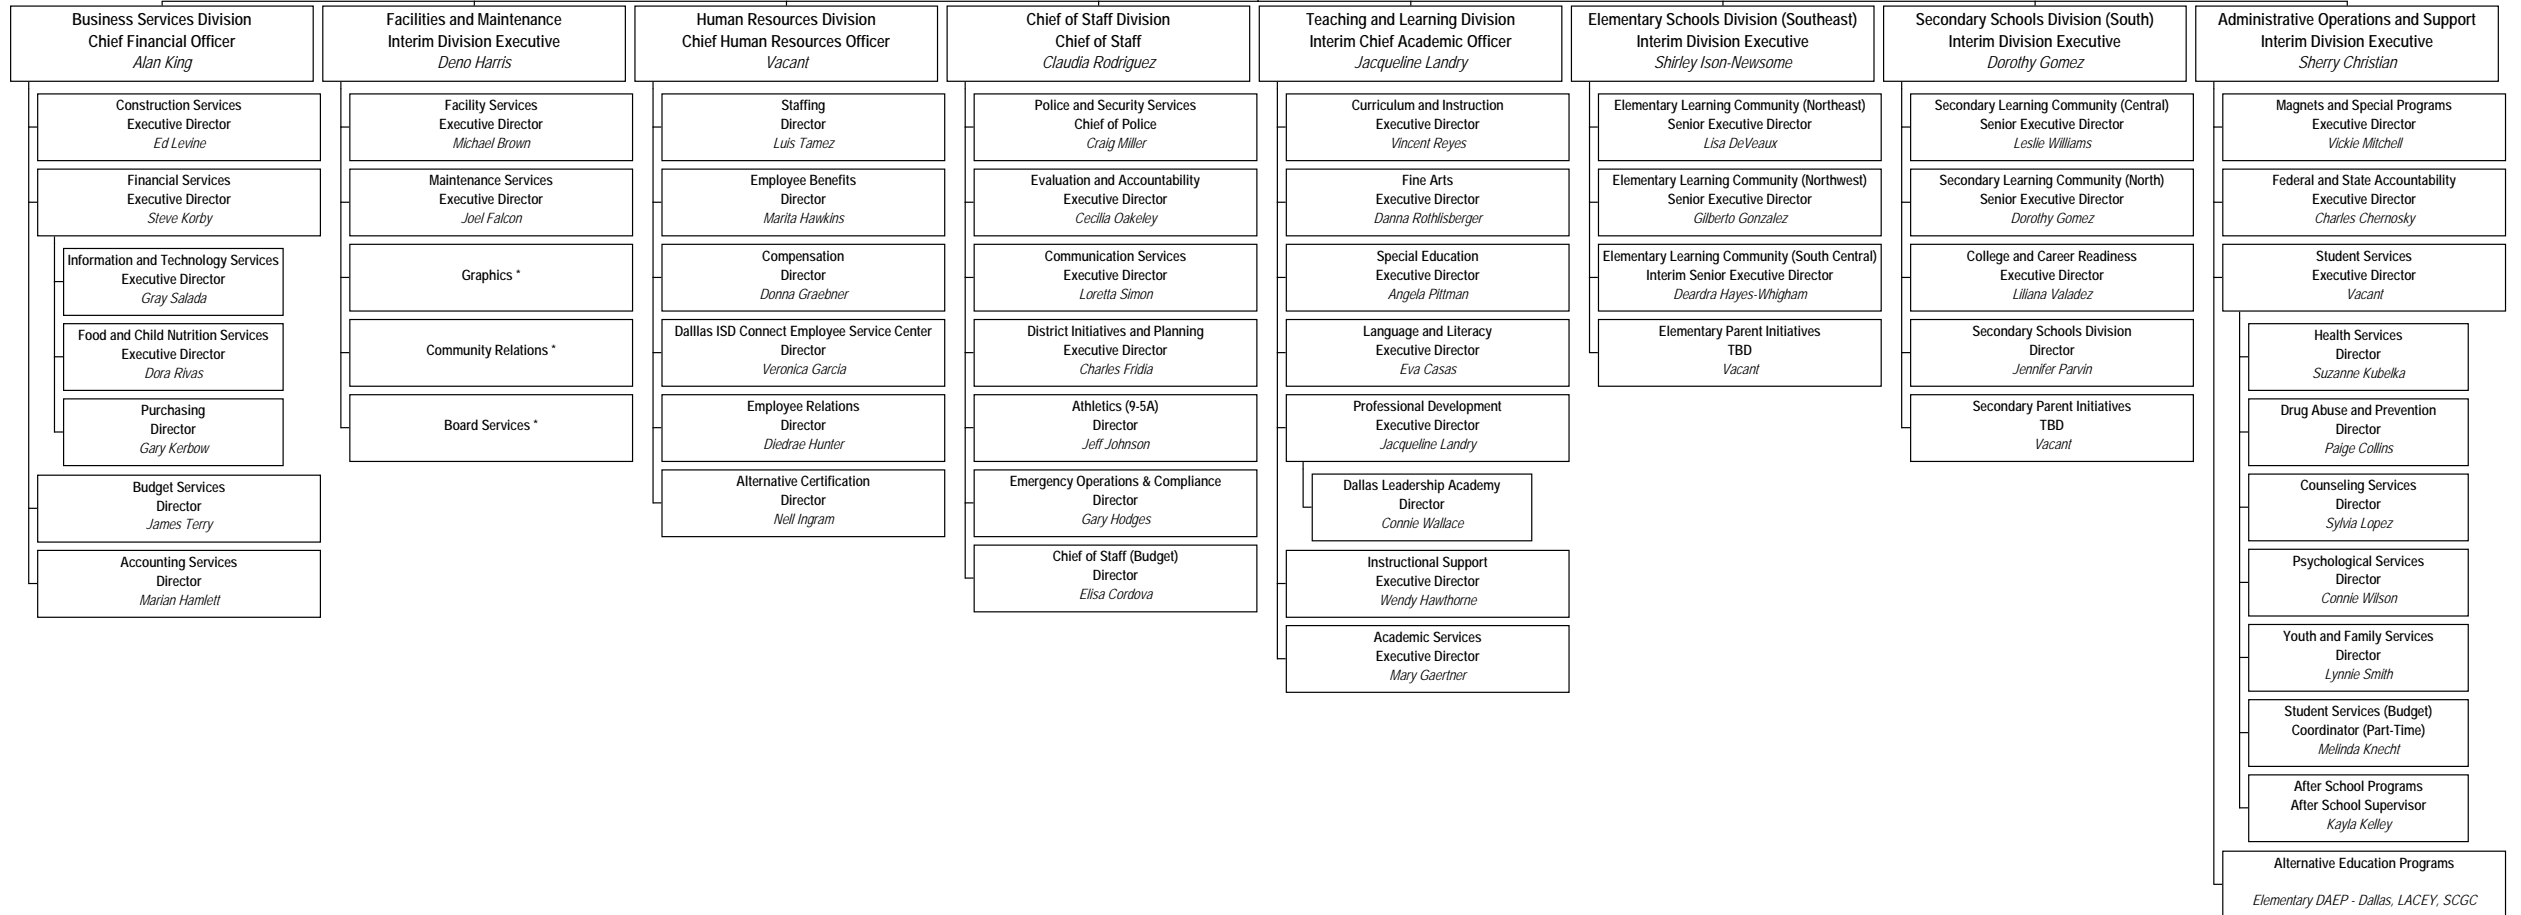 Business Services Division
Chief Financial Officer
Alan King
Construction Services
Executive Director
Ed Levine
Financial Services
Executive Director
Steve Korby
Information and Technology Services
Executive Director
Gray Salada
Food and Child Nutrition Services
Executive Director
Dora Rivas
Purchasing
Director
Gary Kerbow
Budget Services
Director
James Terry
Accounting Services
Director
Marian Hamlett
Facilities and Maintenance
Interim Division Executive
Deno Harris
Facility Services
Executive Director
Michael Brown
Maintenance Services
Executive Director
Joel Falcon
Graphics *
Community Relations *
Board Services *
Human Resources Division
Chief Human Resources Officer
Vacant
Staffing
Director
Luis Tamez
Employee Benefits
Director
Marita Hawkins
Compensation
Director
Donna Graebner
Dalllas ISD Connect Employee Service Center
Director
Veronica Garcia
Employee Relations
Director
Diedrae Hunter
Alternative Certification
Director
Nell Ingram
Chief of Staff Division
Chief of Staff
Claudia Rodriguez
Police and Security Services
Chief of Police
Craig Miller
Evaluation and Accountability
Executive Director
Cecilia Oakeley
Communication Services
Executive Director
Loretta Simon
District Initiatives and Planning
Executive Director
Charles Fridia
Athletics (9-5A)
Director
Jeff Johnson
Emergency Operations & Compliance
Director
Gary Hodges
Chief of Staff (Budget)
Director
Elisa Cordova
Teaching and Learning Division
Interim Chief Academic Officer
Jacqueline Landry
Curriculum and Instruction
Executive Director
Vincent Reyes
Fine Arts
Executive Director
Danna Rothlisberger
Special Education
Executive Director
Angela Pittman
Language and Literacy
Executive Director
Eva Casas
Professional Development
Executive Director
Jacqueline Landry
Dallas Leadership Academy
Director
Connie Wallace
Instructional Support
Executive Director
Wendy Hawthorne
Academic Services
Executive Director
Mary Gaertner
Elementary Schools Division (Southeast)
Interim Division Executive
Shirley Ison-Newsome
Elementary Learning Community (Northeast)
Senior Executive Director
Lisa DeVeaux
Elementary Learning Community (Northwest)
Senior Executive Director
Gilberto Gonzalez
Elementary Learning Community (South Central)
Interim Senior Executive Director
Deardra Hayes-Whigham
Elementary Parent Initiatives
TBD
Vacant
Secondary Schools Division (South)
Interim Division Executive
Dorothy Gomez
Secondary Learning Community (Central)
Senior Executive Director
Leslie Williams
Secondary Learning Community (North)
Senior Executive Director
Dorothy Gomez
College and Career Readiness
Executive Director
Liliana Valadez
Secondary Schools Division
Director
Jennifer Parvin
Secondary Parent Initiatives
TBD
Vacant
Administrative Operations and Support
Interim Division Executive
Sherry Christian
Magnets and Special Programs
Executive Director
Vickie Mitchell
Federal and State Accountability
Executive Director
Charles Chernosky
Student Services
Executive Director
Vacant
Health Services
Director
Suzanne Kubelka
Drug Abuse and Prevention
Director
Paige Collins
Counseling Services
Director
Sylvia Lopez
Psychological Services
Director
Connie Wilson
Youth and Family Services
Director
Lynnie Smith
Student Services (Budget)
Coordinator (Part-Time)
Melinda Knecht
After School Programs
After School Supervisor
Kayla Kelley
Alternative Education Programs
Elementary DAEP - Dallas, LACEY, SCGC